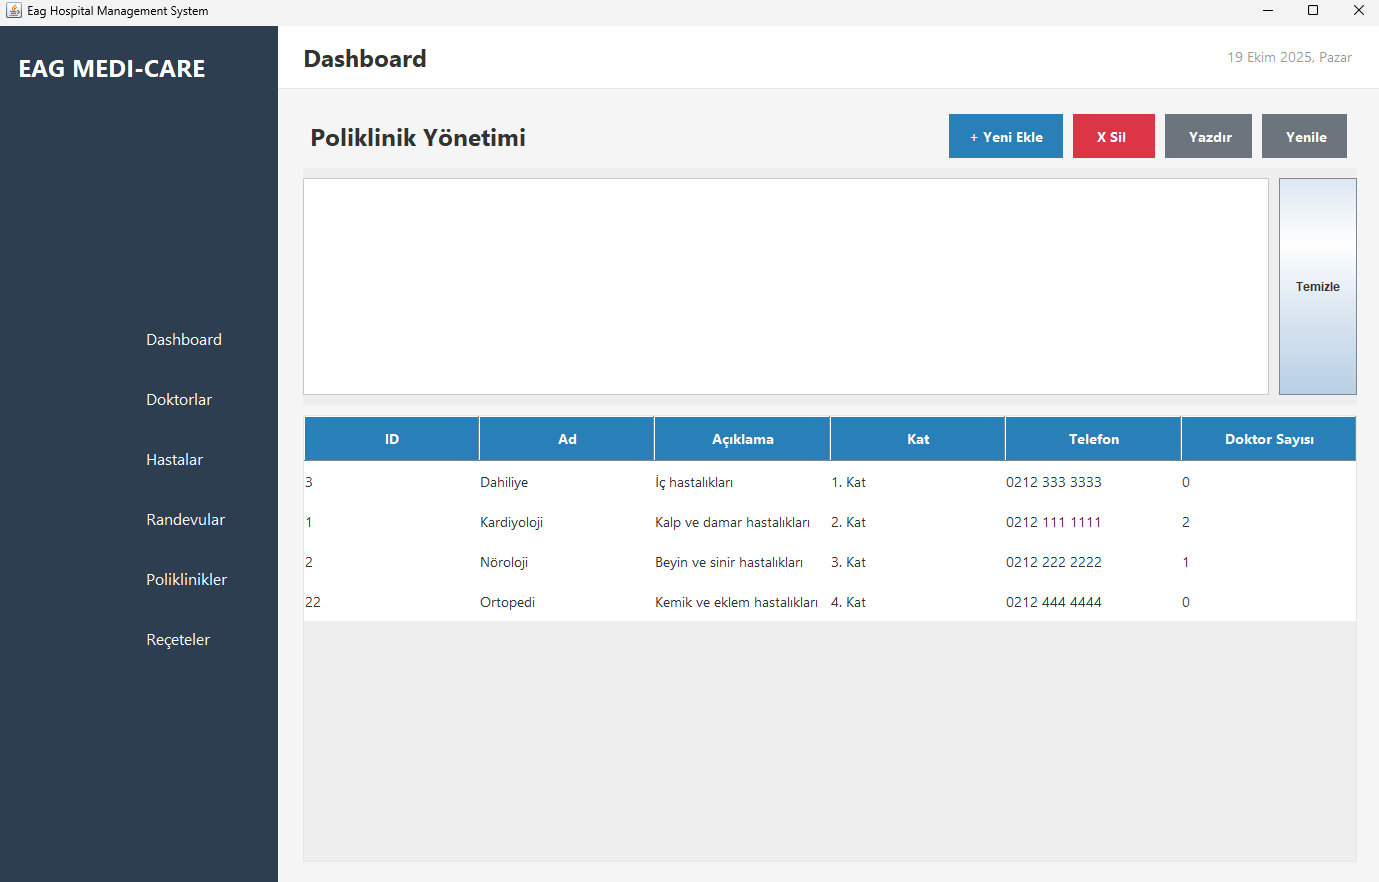 Eag Hospital Management System
EAG MEDI-CARE
Dashboard
Doktorlar
Hastalar
Randevular
Poliklinikler
Reçeteler
Dashboard
19 Ekim 2025, Pazar
Poliklinik Yönetimi
+ Yeni Ekle
X Sil
Yazdır
Yenile
Temizle
ID Ad Açıklama Kat Telefon Doktor Sayısı
3 Dahiliye İç hastalıkları 1. Kat 0212 333 3333 0
1 Kardiyoloji Kalp ve damar hastalıkları 2. Kat 0212 111 1111 2
2 Nöroloji Beyin ve sinir hastalıkları 3. Kat 0212 222 2222 1
22 Ortopedi Kemik ve eklem hastalıkları 4. Kat 0212 444 4444 0